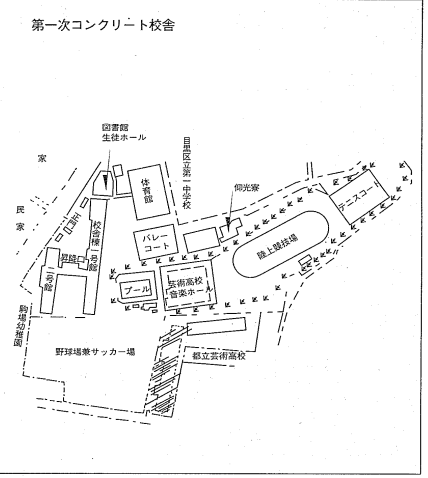 第一次コンクリート校舎
図書館
生徒ホール
目黒区立第一中学校
家
民家
体育館
仰光寮
テニスコート
正門
校舎棟一号館
バレー
コート
陸上競技場
昇降口
二号館
プール
芸術高校
音楽ホール
駒場幼稚園
野球場兼サッカー場
都立芸術高校